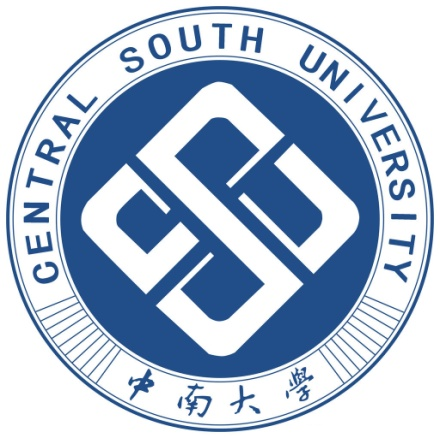 CENTRAL SOUTH UNIVERSITY
中南大學